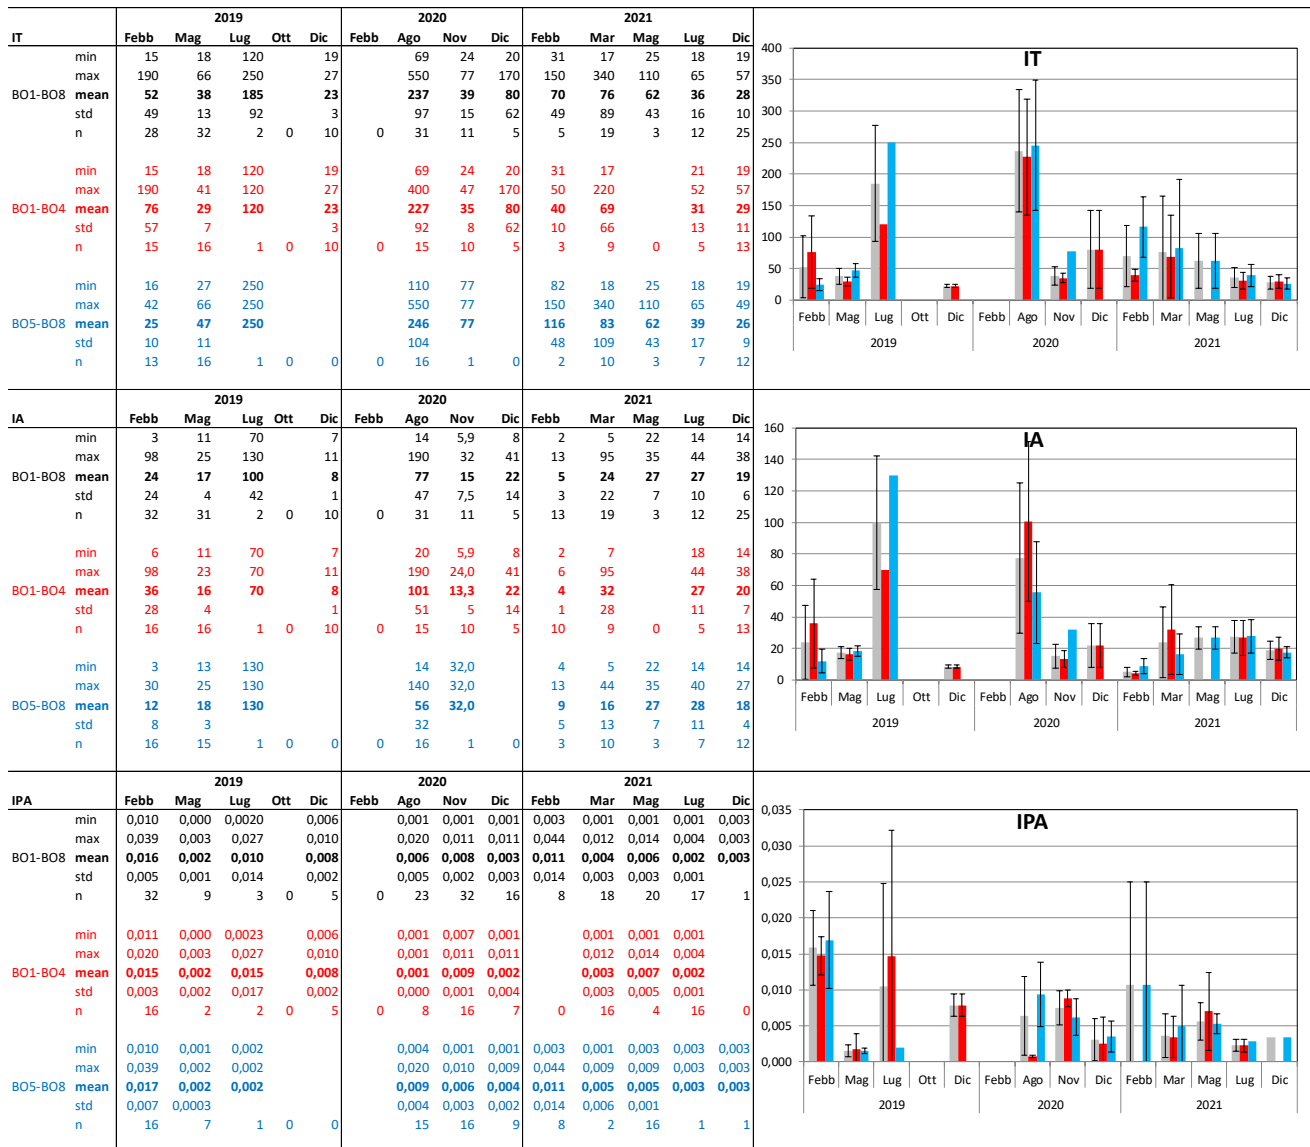 2019 2020 2021
IT Febb Mag Lug Ott Dic Febb Ago Nov Dic Febb Mar Mag Lug Dic
min 15 18 120 19 69 24 20 31 17 25 18 19
max 190 66 250 27 550 77 170 150 340 110 65 57
BO1-BO8 mean 52 38 185 23 237 39 80 70 76 62 36 28
std 49 13 92 3 97 15 62 49 89 43 16 10
n 28 32 2 0 10 0 31 11 5 5 19 3 12 25
min 15 18 120 19 69 24 20 31 17 21 19
max 190 41 120 27 400 47 170 50 220 52 57
BO1-BO4 mean 76 29 120 23 227 35 80 40 69 31 29
std 57 7 3 92 8 62 10 66 13 11
n 15 16 1 0 10 0 15 10 5 3 9 0 5 13
min 16 27 250 110 77 82 18 25 18 19
max 42 66 250 550 77 150 340 110 65 49
BO5-BO8 mean 25 47 250 246 77 116 83 62 39 26
std 10 11 104 48 109 43 17 9
n 13 16 1 0 0 0 16 1 0 2 10 3 7 12
IT
400
350
300
250
200
150
100
50
0
Febb Mag Lug Ott Dic Febb Ago Nov Dic Febb Mar Mag Lug Dic
2019 2020 2021
2019 2020 2021
IA Febb Mag Lug Ott Dic Febb Ago Nov Dic Febb Mar Mag Lug Dic
min 3 11 70 7 14 5,9 8 2 5 22 14 14
max 98 25 130 11 190 32 41 13 95 35 44 38
BO1-BO8 mean 24 17 100 8 77 15 22 5 24 27 27 19
std 24 4 42 1 47 7,5 14 3 22 7 10 6
n 32 31 2 0 10 0 31 11 5 13 19 3 12 25
min 6 11 70 7 20 5,9 8 2 7 18 14
max 98 23 70 11 190 24,0 41 6 95 44 38
BO1-BO4 mean 36 16 70 8 101 13,3 22 4 32 27 20
std 28 4 1 51 5 14 1 28 11 7
n 16 16 1 0 10 0 15 10 5 10 9 0 5 13
min 3 13 130 14 32,0 4 5 22 14 14
max 30 25 130 140 32,0 13 44 35 40 27
BO5-BO8 mean 12 18 130 56 32,0 9 16 27 28 18
std 8 3 32 5 13 7 11 4
n 16 15 1 0 0 0 16 1 0 3 10 3 7 12
IA
160
140
120
100
80
60
40
20
0
Febb Mag Lug Ott Dic Febb Ago Nov Dic Febb Mar Mag Lug Dic
2019 2020 2021
2019 2020 2021
IPA Febb Mag Lug Ott Dic Febb Ago Nov Dic Febb Mar Mag Lug Dic
min 0,010 0,000 0,0020 0,006 0,001 0,001 0,001 0,003 0,001 0,001 0,001 0,003
max 0,039 0,003 0,027 0,010 0,020 0,011 0,011 0,044 0,012 0,014 0,004 0,003
BO1-BO8 mean 0,016 0,002 0,010 0,008 0,006 0,008 0,003 0,011 0,004 0,006 0,002 0,003
std 0,005 0,001 0,014 0,002 0,005 0,002 0,003 0,014 0,003 0,003 0,001
n 32 9 3 0 5 0 23 32 16 8 18 20 17 1
min 0,011 0,000 0,0023 0,006 0,001 0,007 0,001 0,001 0,001 0,001
max 0,020 0,003 0,027 0,010 0,001 0,011 0,011 0,012 0,014 0,004
BO1-BO4 mean 0,015 0,002 0,015 0,008 0,001 0,009 0,002 0,003 0,007 0,002
std 0,003 0,002 0,017 0,002 0,000 0,001 0,004 0,003 0,005 0,001
n 16 2 2 0 5 0 8 16 7 0 16 4 16 0
min 0,010 0,001 0,002 0,004 0,001 0,001 0,003 0,001 0,003 0,003 0,003
max 0,039 0,002 0,002 0,020 0,010 0,009 0,044 0,009 0,009 0,003 0,003
BO5-BO8 mean 0,017 0,002 0,002 0,009 0,006 0,004 0,011 0,005 0,005 0,003 0,003
std 0,007 0,0003 0,004 0,003 0,002 0,014 0,006 0,001
n 16 7 1 0 0 15 16 9 8 2 16 1 1
IPA
0,035
0,030
0,025
0,020
0,015
0,010
0,005
0,000
Febb Mag Lug Ott Dic Febb Ago Nov Dic Febb Mar Mag Lug Dic
2019 2020 2021